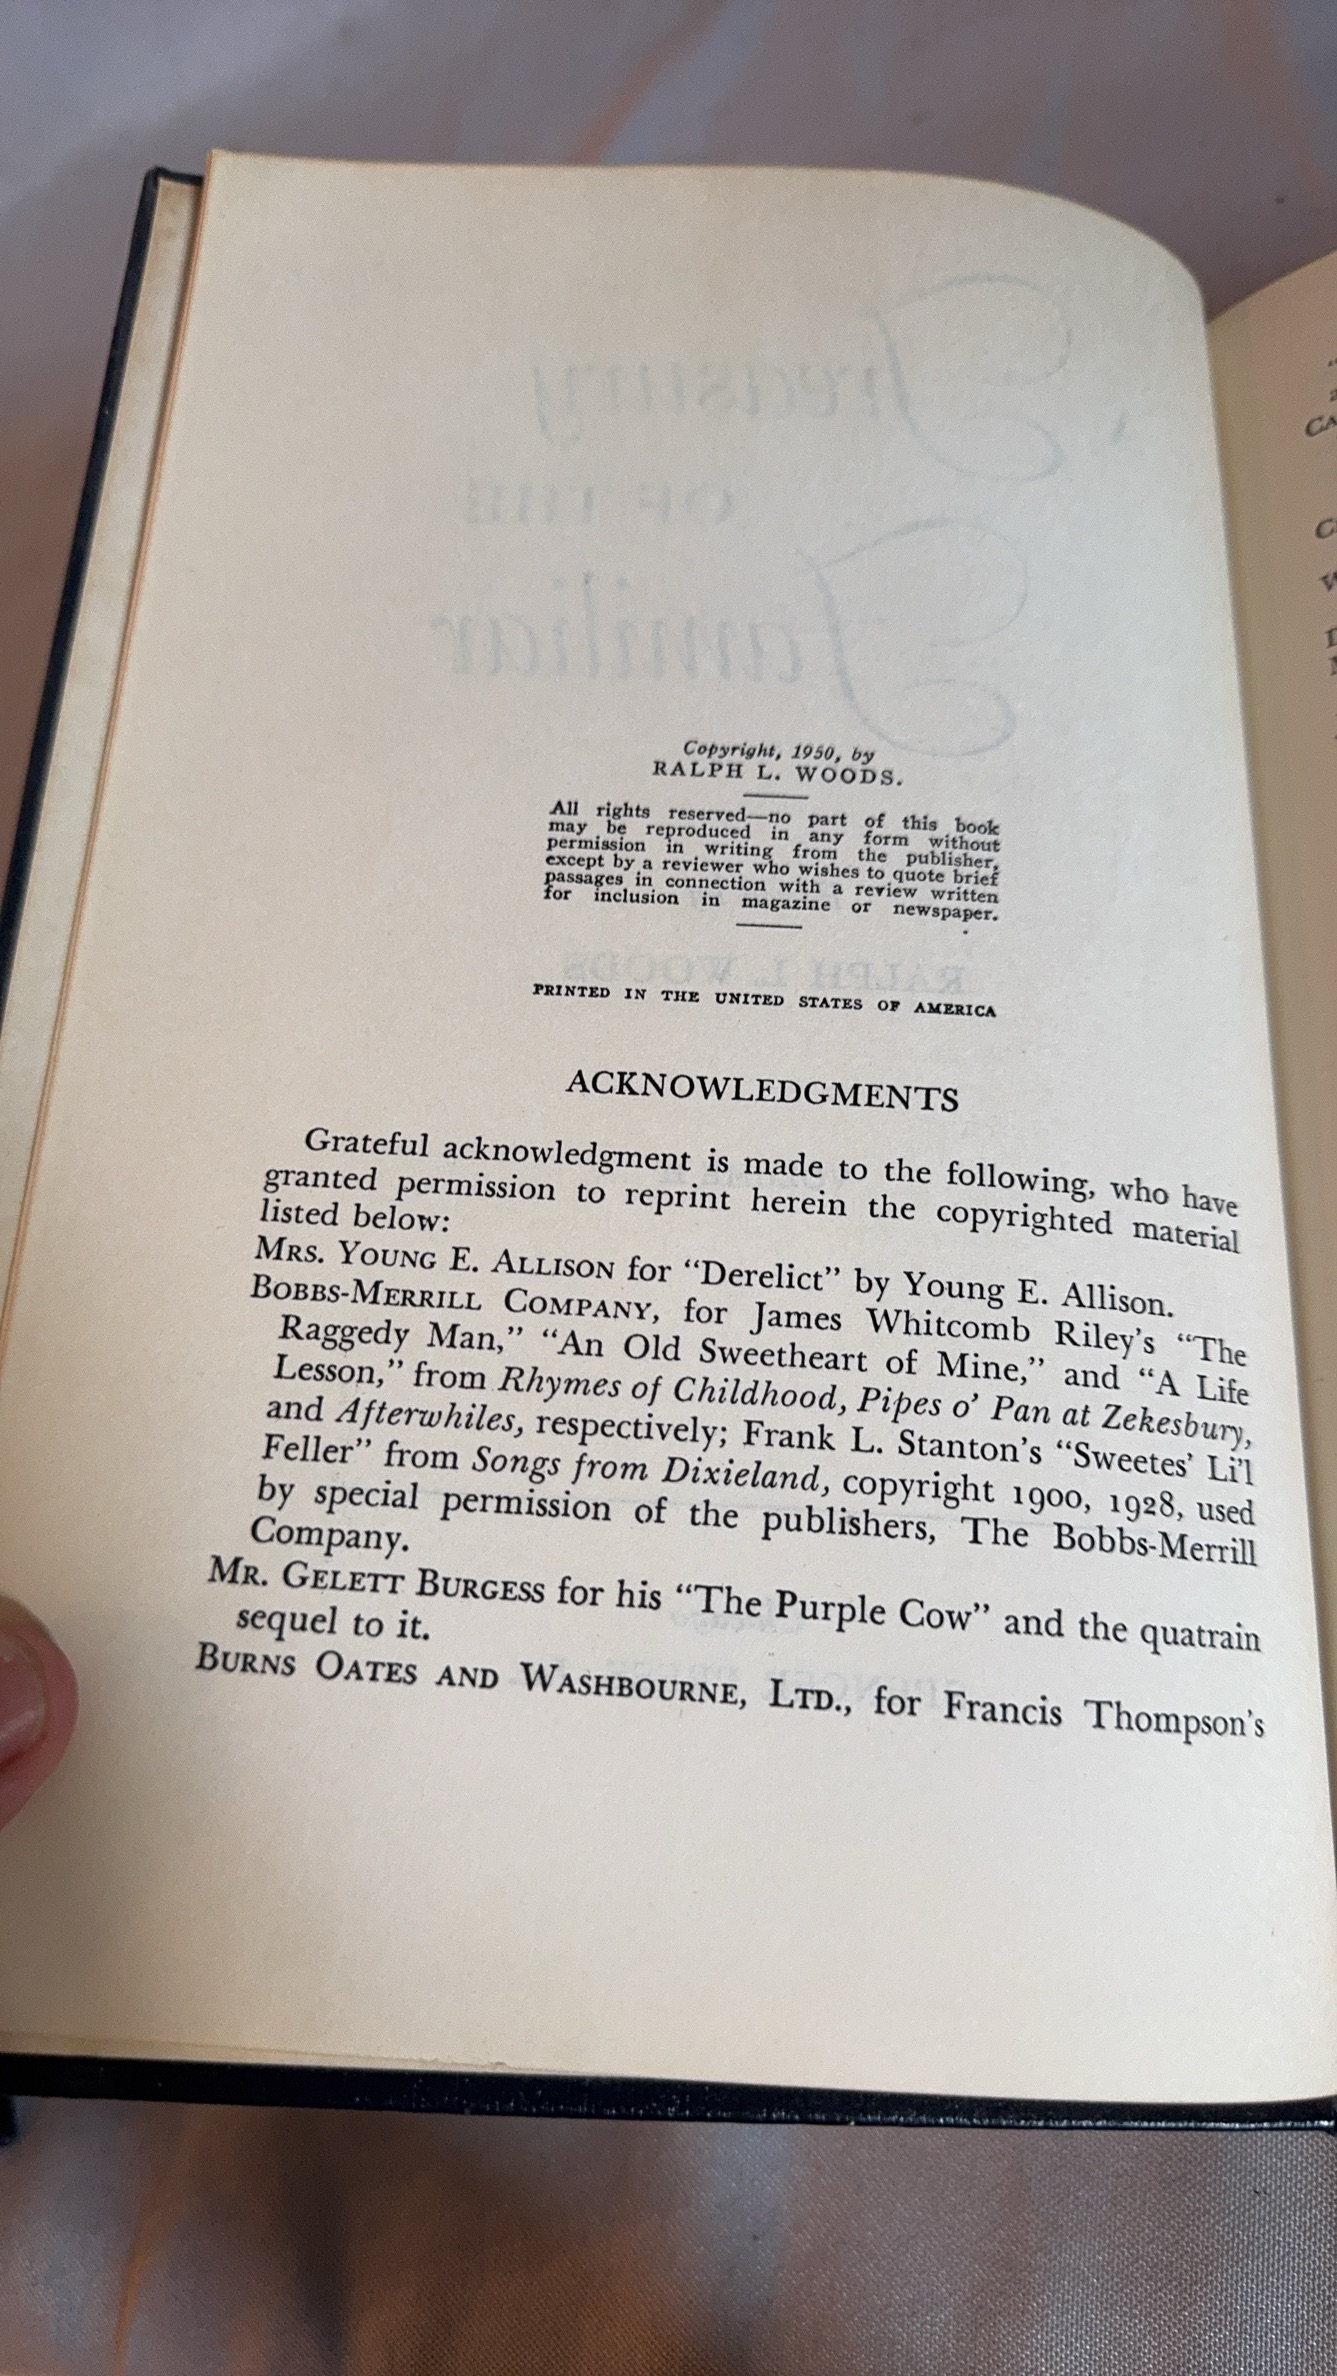 Treasury
OF THE
Familiar
Copyright, 1950, by
RALPH L. WOODS.
All rights reserved—no part of this book
may be reproduced in any form without
permission in writing from the publisher,
except by a reviewer who wishes to quote brief
passages in connection with a review written
for inclusion in magazine or newspaper.
RALPH L. WOODS
PRINTED IN THE UNITED STATES OF AMERICA
ACKNOWLEDGMENTS
Grateful acknowledgment is made to the following, who have
granted permission to reprint herein the copyrighted material
listed below:
MRS. YOUNG E. ALLISON for “Derelict” by Young E. Allison.
BOBBS-MERRILL COMPANY, for James Whitcomb Riley's “The
Raggedy Man,” “An Old Sweetheart of Mine,” and “A Life
Lesson,” from Rhymes of Childhood, Pipes o' Pan at Zekesbury,
and Afterwhiles, respectively; Frank L. Stanton's “Sweetes' Li'l
Feller” from Songs from Dixieland, copyright 1900, 1928, used
by special permission of the publishers, The Bobbs-Merrill
Company.
MR. GELETT BURGESS for his “The Purple Cow” and the quatrain
sequel to it.
BURNS OATES AND WASHBOURNE, LTD., for Francis Thompson's